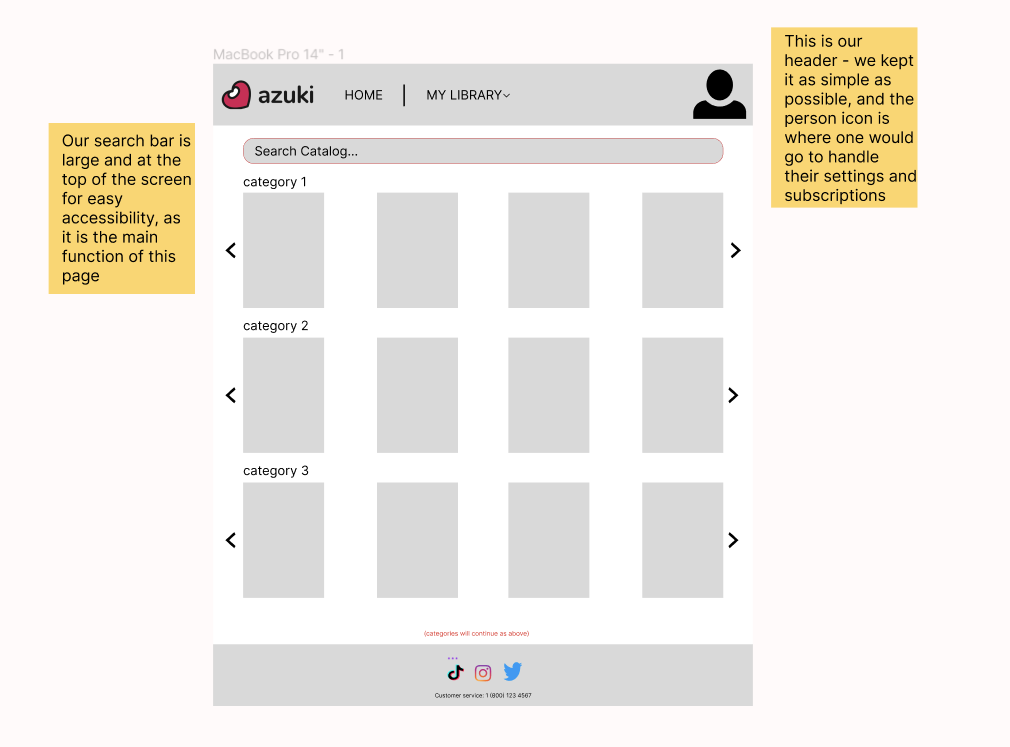 MacBook Pro 14" - 1
This is our
header - we kept
it as simple as
possible, and the
person icon is
where one would
go to handle
their settings and
subscriptions
azuki
HOME
MY LIBRARY
Our search bar is
large and at the
top of the screen
for easy
accessibility, as
it is the main
function of this
page
Search Catalog...
category 1
category 2
category 3
(categories will continue as above)
Customer service: 1 (800) 123 4567